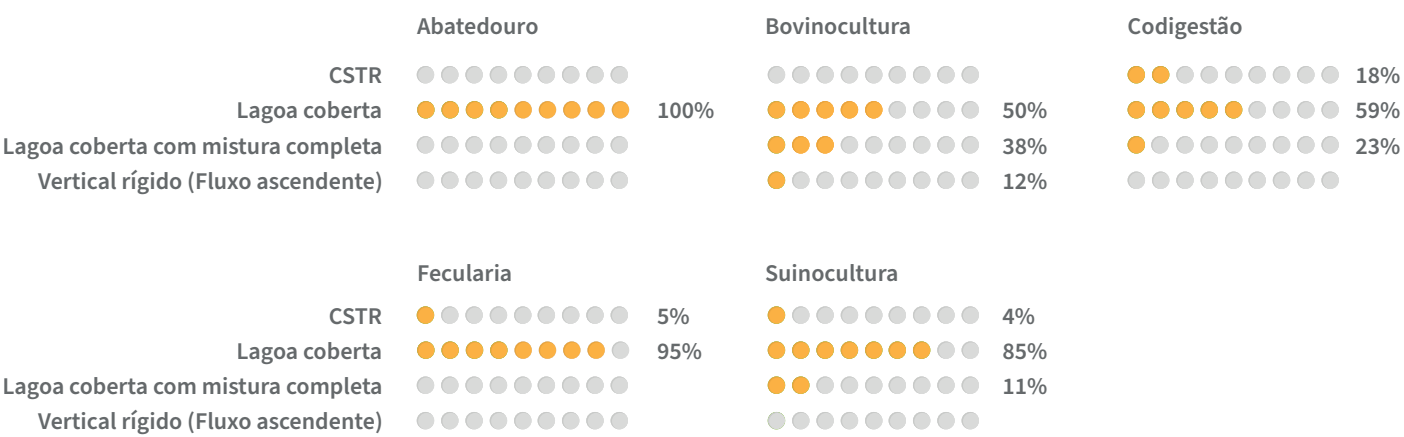 Abatedouro Bovinocultura Codigestão
CSTR 18%
Lagoa coberta 100% 50% 59%
Lagoa coberta com mistura completa 38% 23%
Vertical rígido (Fluxo ascendente) 12%
Fecularia Suinocultura
CSTR 5% 4%
Lagoa coberta 95% 85%
Lagoa coberta com mistura completa 11%
Vertical rígido (Fluxo ascendente)